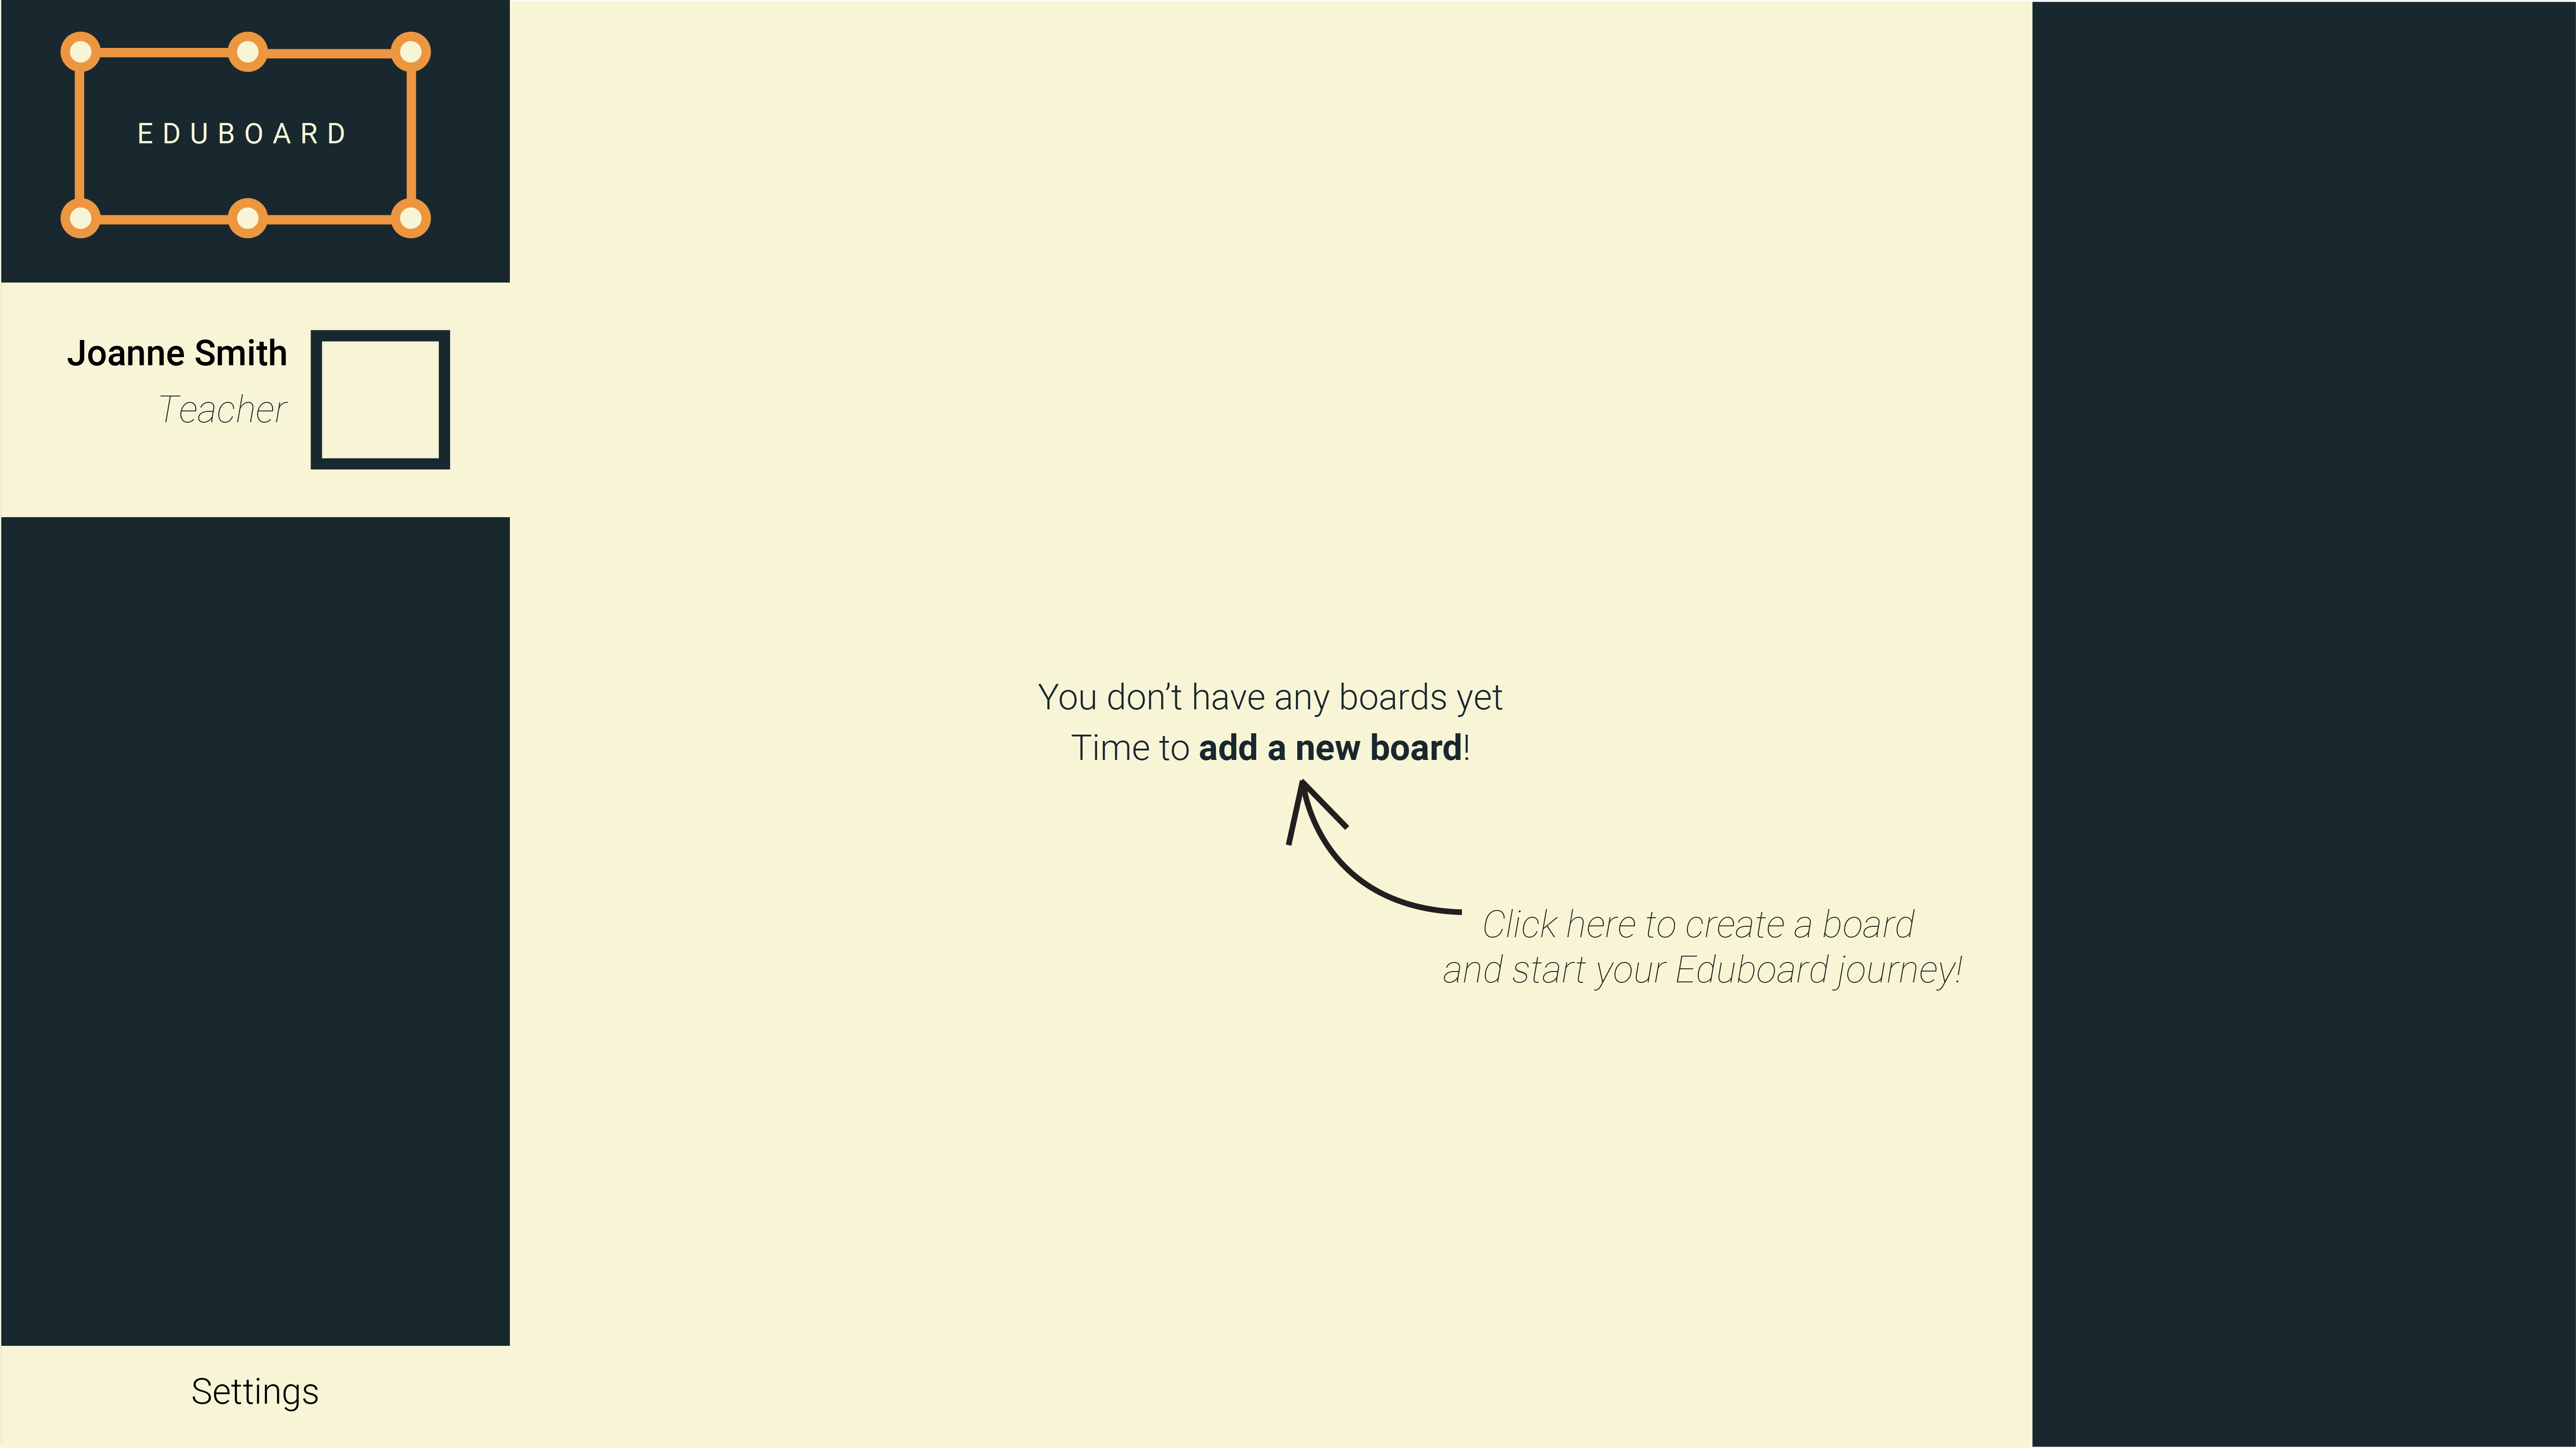 EDUBOARD
Joanne Smith
Teacher
You don’t have any boards yet
Time to add a new board!
Click here to create a board
and start your Eduboard journey!
Settings